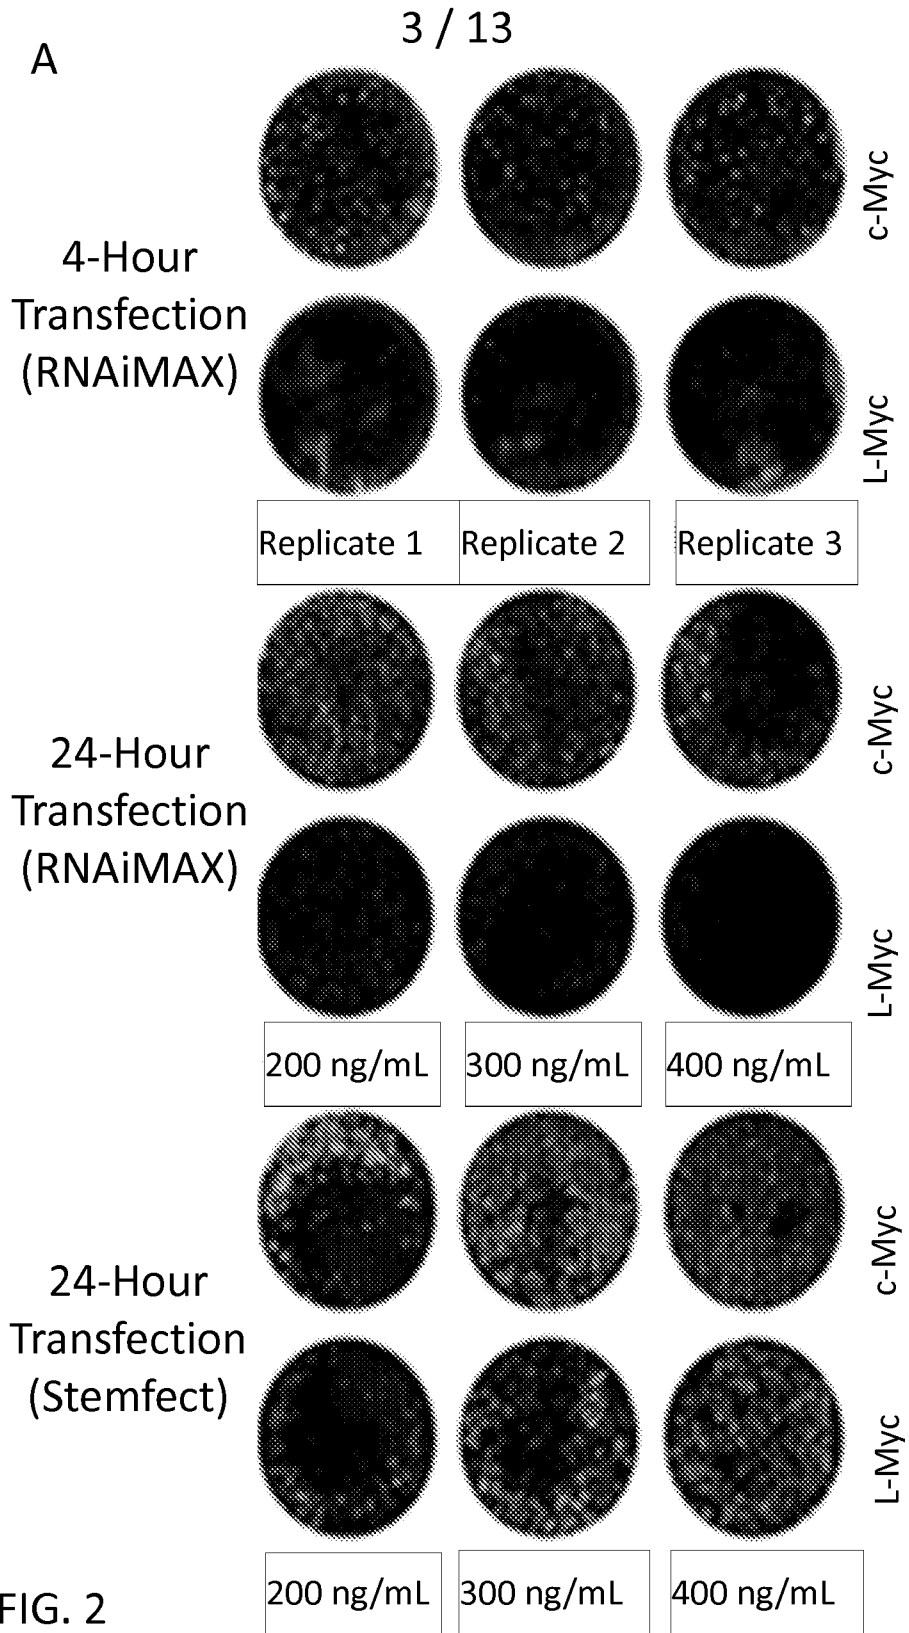 3 / 13
A
4-Hour
Transfection
(RNAiMAX)
c-Myc
L-Myc
Replicate 1
Replicate 2
Replicate 3
24-Hour
Transfection
(RNAiMAX)
c-Myc
L-Myc
200 ng/mL
300 ng/mL
400 ng/mL
24-Hour
Transfection
(Stemfect)
c-Myc
L-Myc
200 ng/mL
300 ng/mL
400 ng/mL
FIG. 2